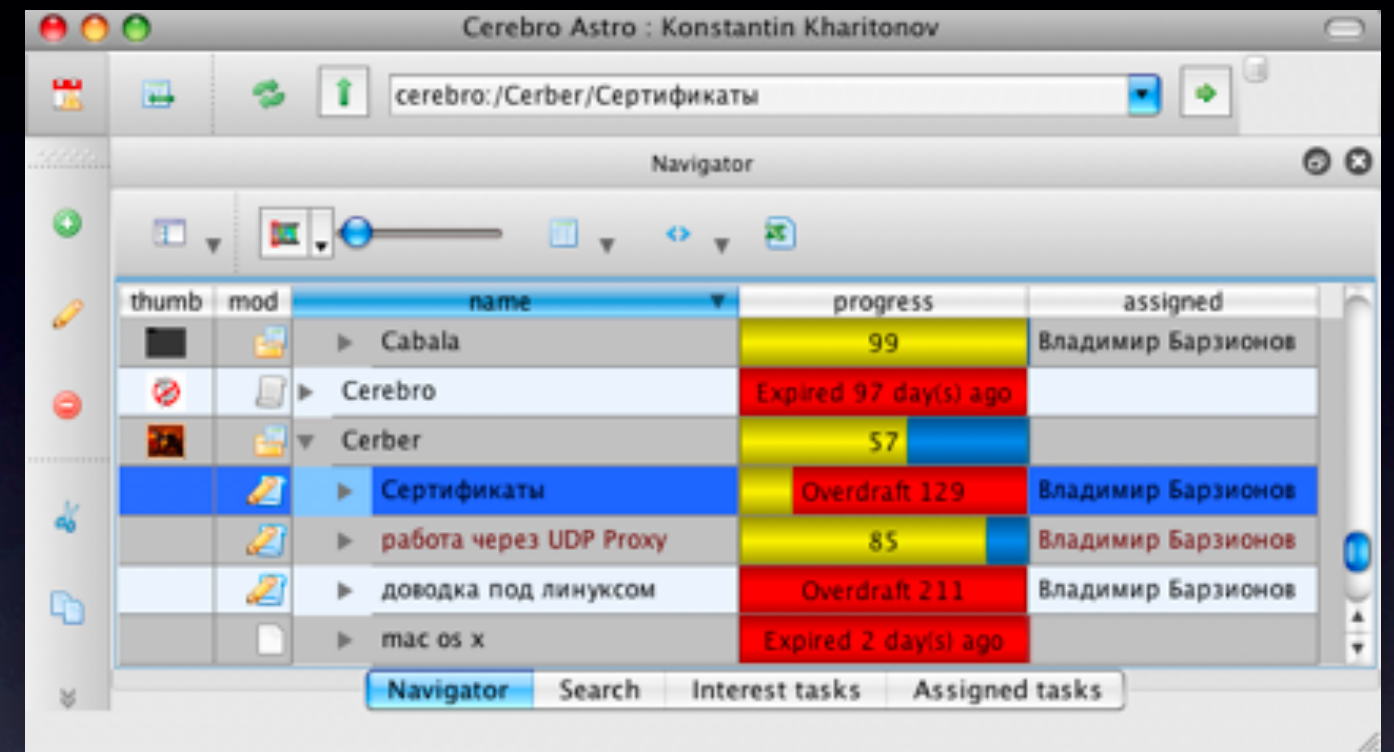 Cerebro Astro : Konstantin Kharitonov
cerebro:/Cerber/Сертификаты
Navigator
thumb mod name progress assigned
Cabala 99 Владимир Барзионов
Cerebro Expired 97 day(s) ago
Cerber 57
Сертификаты Overdraft 129 Владимир Барзионов
работа через UDP Proxy 85 Владимир Барзионов
доводка под линуксом Overdraft 211 Владимир Барзионов
mac os x Expired 2 day(s) ago
Navigator Search Interest tasks Assigned tasks